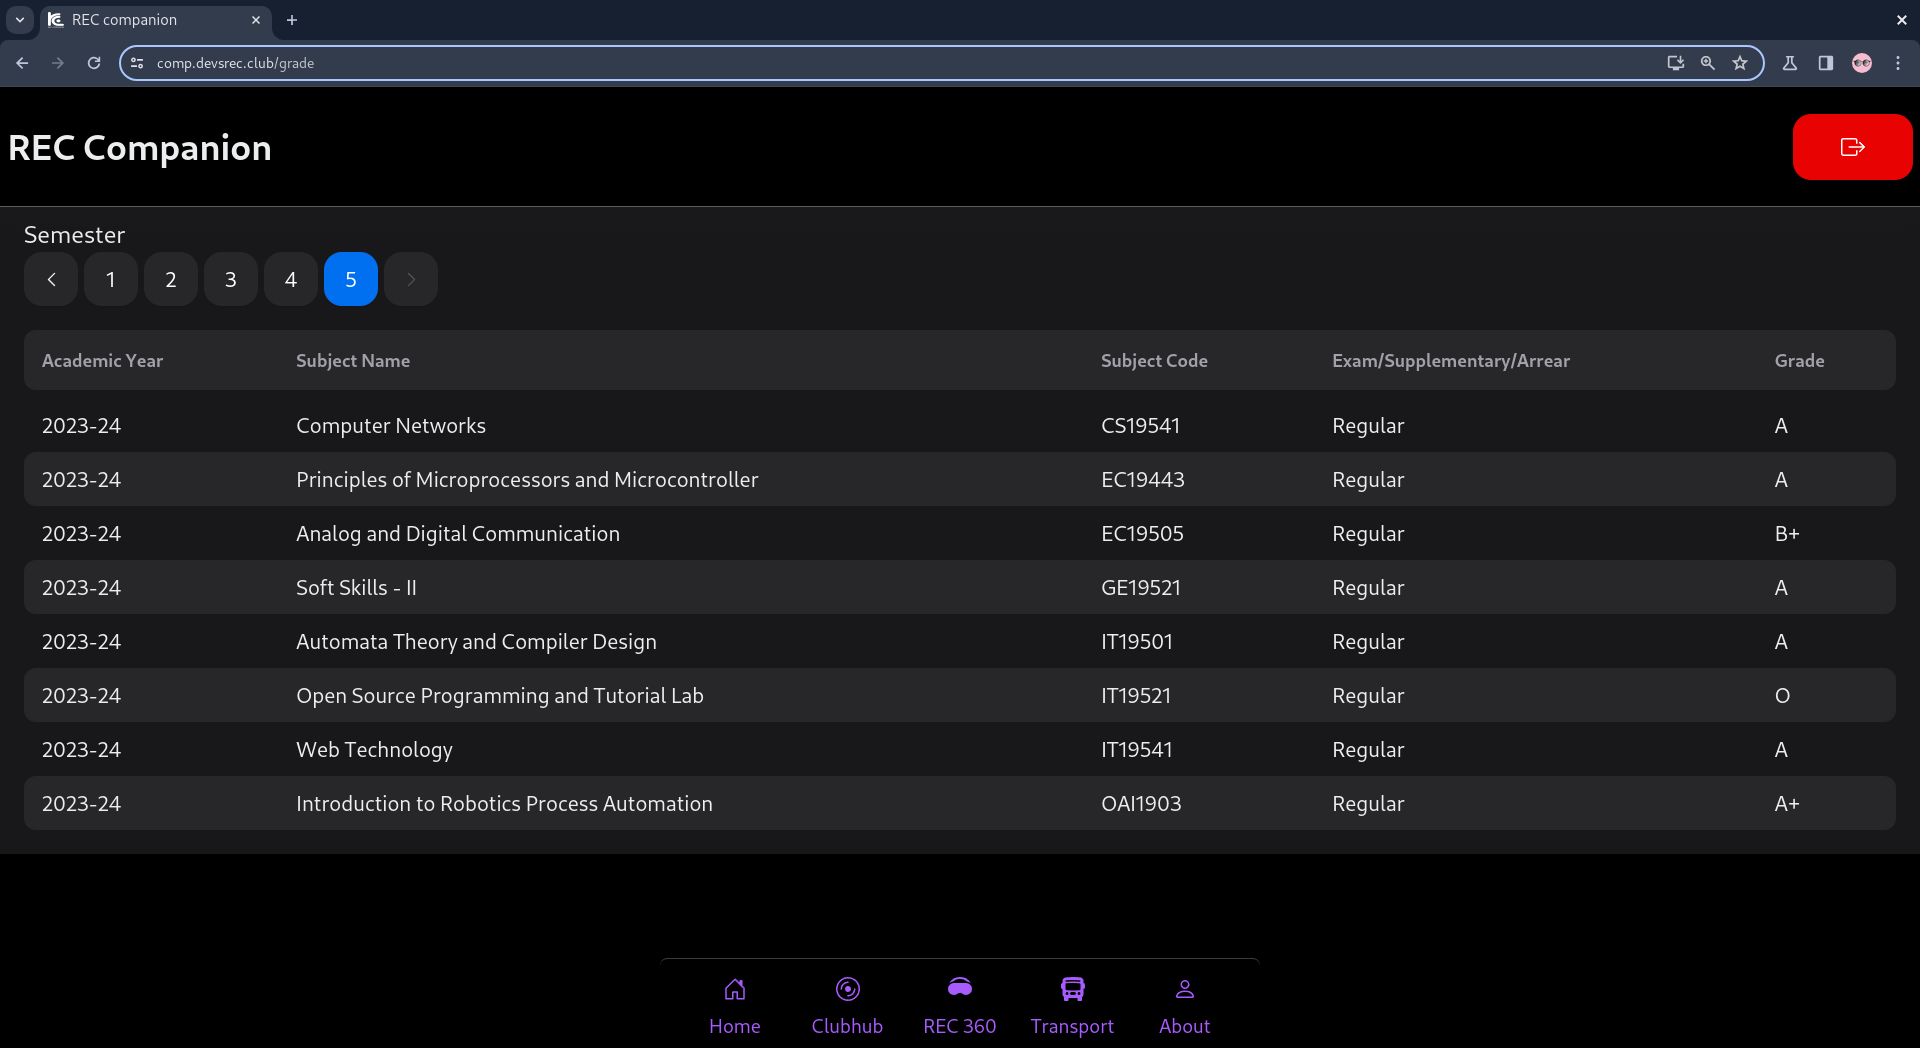 REC companion
comp.devsrec.club/grade
REC Companion
Semester
1 2 3 4 5
Academic Year Subject Name Subject Code Exam/Supplementary/Arrear Grade
2023-24 Computer Networks CS19541 Regular A
2023-24 Principles of Microprocessors and Microcontroller EC19443 Regular A
2023-24 Analog and Digital Communication EC19505 Regular B+
2023-24 Soft Skills - II GE19521 Regular A
2023-24 Automata Theory and Compiler Design IT19501 Regular A
2023-24 Open Source Programming and Tutorial Lab IT19521 Regular O
2023-24 Web Technology IT19541 Regular A
2023-24 Introduction to Robotics Process Automation OAI1903 Regular A+
Home Clubhub REC 360 Transport About